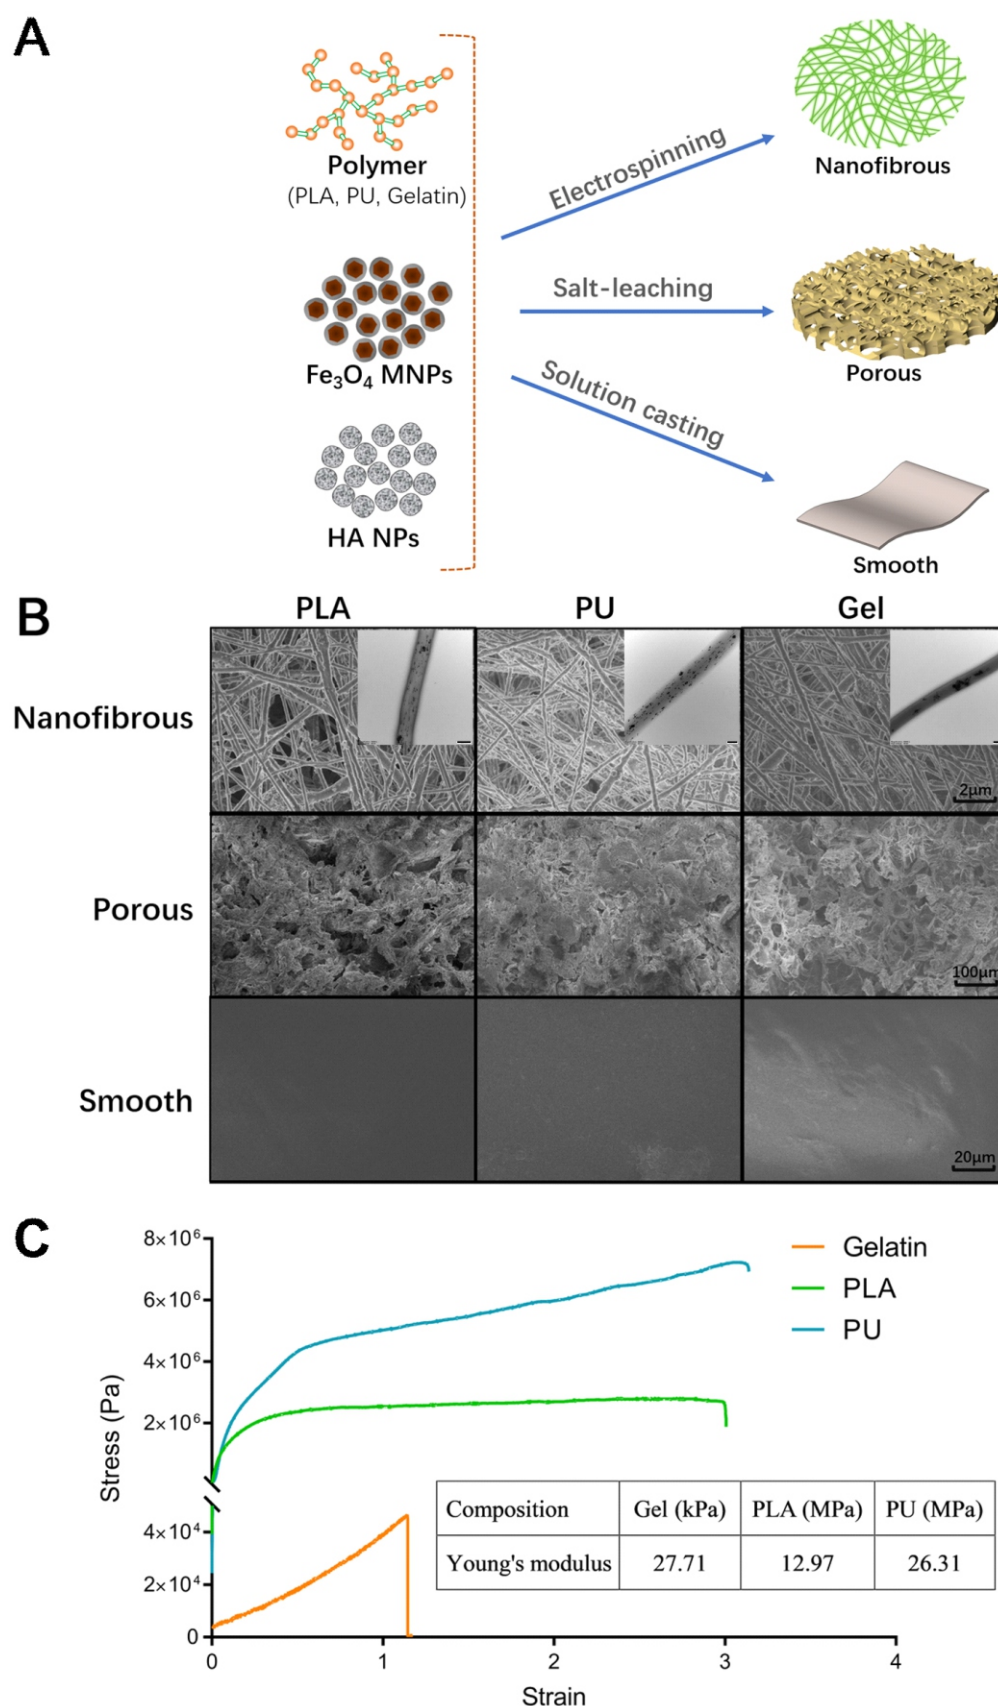 A
Polymer
(PLA, PU, Gelatin)
Fe₃O₄ MNPs
HA NPs
Electrospinning
Salt-leaching
Solution casting
Nanofibrous
Porous
Smooth
B
PLA PU Gel
Nanofibrous
2μm
Porous
100μm
Smooth
20μm
C
Stress (Pa)
8×10⁶
6×10⁶
4×10⁶
2×10⁶
4×10⁴
2×10⁴
0
Gelatin
PLA
PU
Composition Gel (kPa) PLA (MPa) PU (MPa)
Young's modulus 27.71 12.97 26.31
0 1 2 3 4
Strain